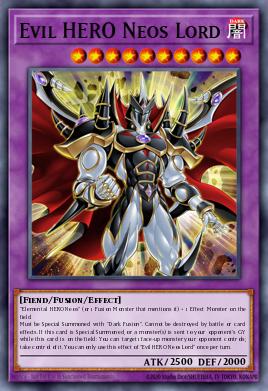 Evil HERO Neos Lord
DARK
闇
[FIEND/FUSION/EFFECT]
"Elemental HERO Neos" (or 1 Fusion Monster that mentions it) + 1 Effect Monster on the
field
Must be Special Summoned with "Dark Fusion". Cannot be destroyed by battle or card
effects. If this card is Special Summoned, or a monster(s) is sent to your opponent's GY
while this card is on the field: You can target 1 face-up monster your opponent controls;
take control of it. You can only use this effect of "Evil HERO Neos Lord" once per turn.
ATK/2500 DEF/2000